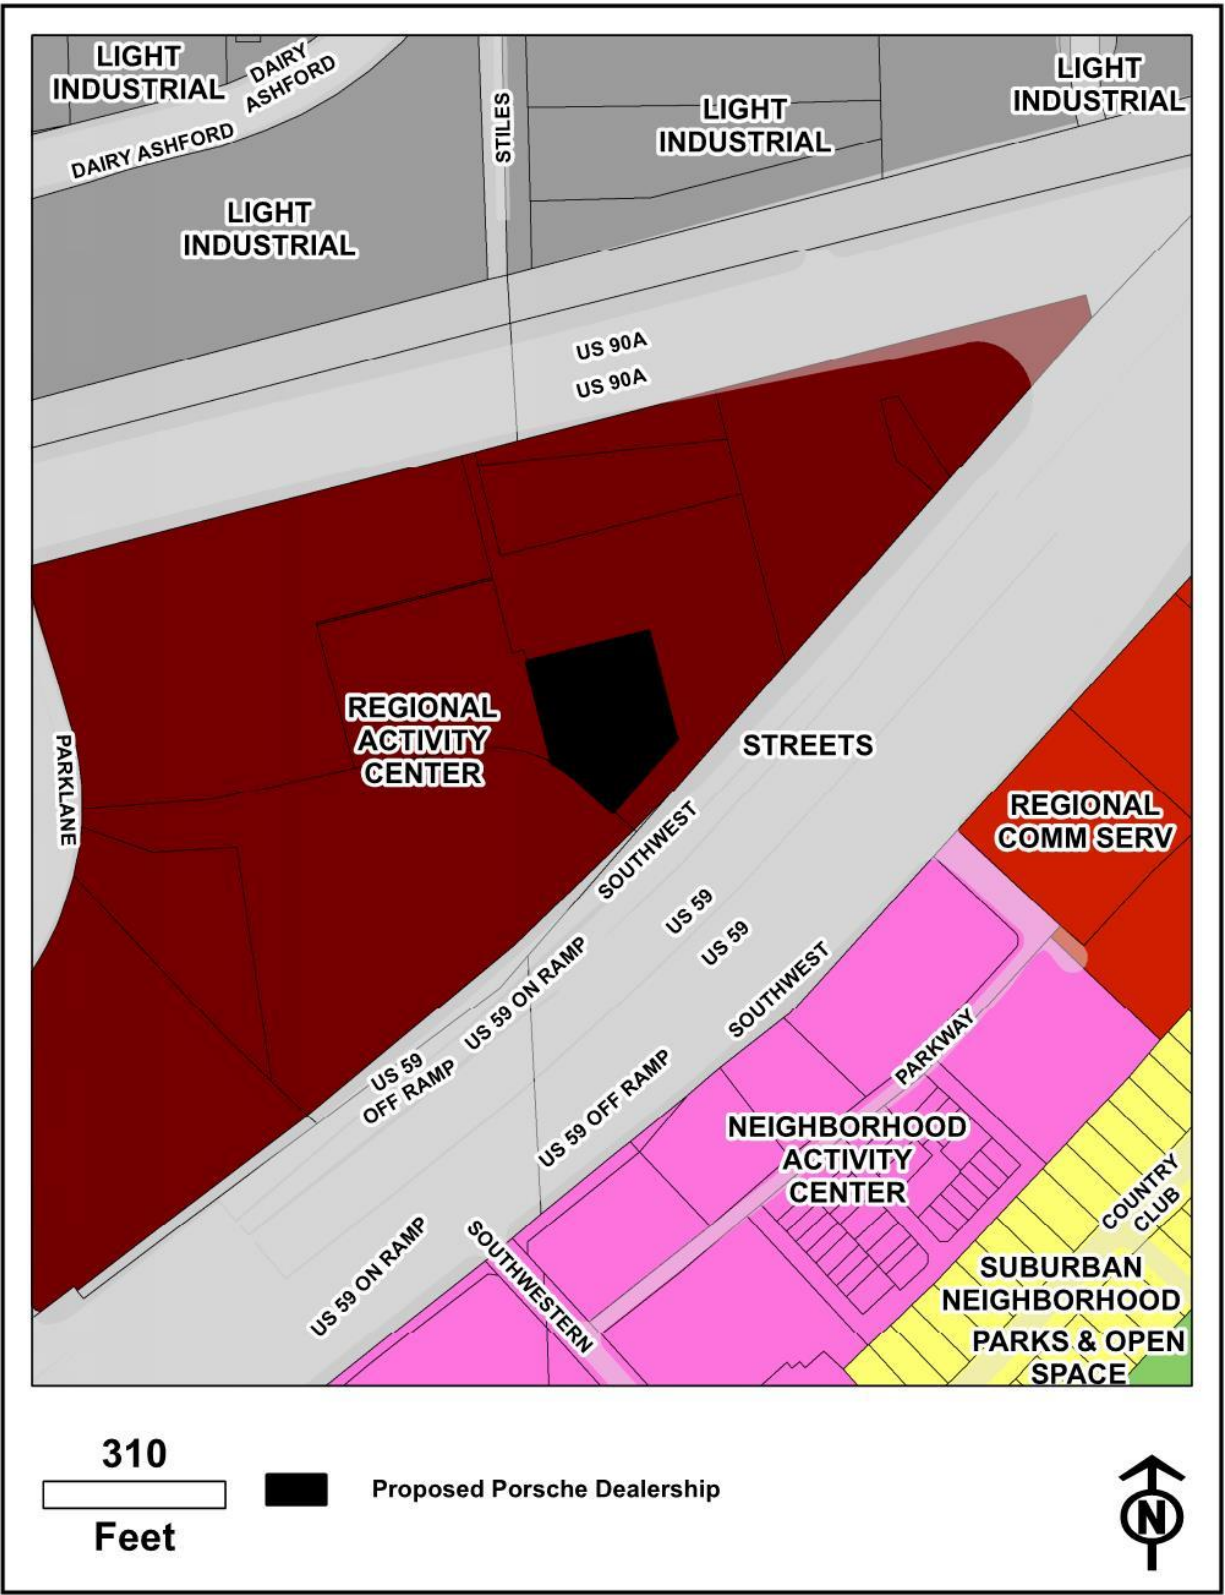 LIGHT
INDUSTRIAL
DAIRY
ASHFORD
DAIRY ASHFORD
STILES
LIGHT
INDUSTRIAL
LIGHT
INDUSTRIAL
LIGHT
INDUSTRIAL
US 90A
US 90A
REGIONAL
ACTIVITY
CENTER
PARKLANE
STREETS
REGIONAL
COMM SERV
SOUTHWEST
US 59
US 59
SOUTHWEST
US 59 ON RAMP
US 59
OFF RAMP
US 59 OFF RAMP
PARKWAY
NEIGHBORHOOD
ACTIVITY
CENTER
COUNTRY
CLUB
US 59 ON RAMP
SOUTHWESTERN
SUBURBAN
NEIGHBORHOOD
PARKS & OPEN
SPACE
310
Feet
Proposed Porsche Dealership
N